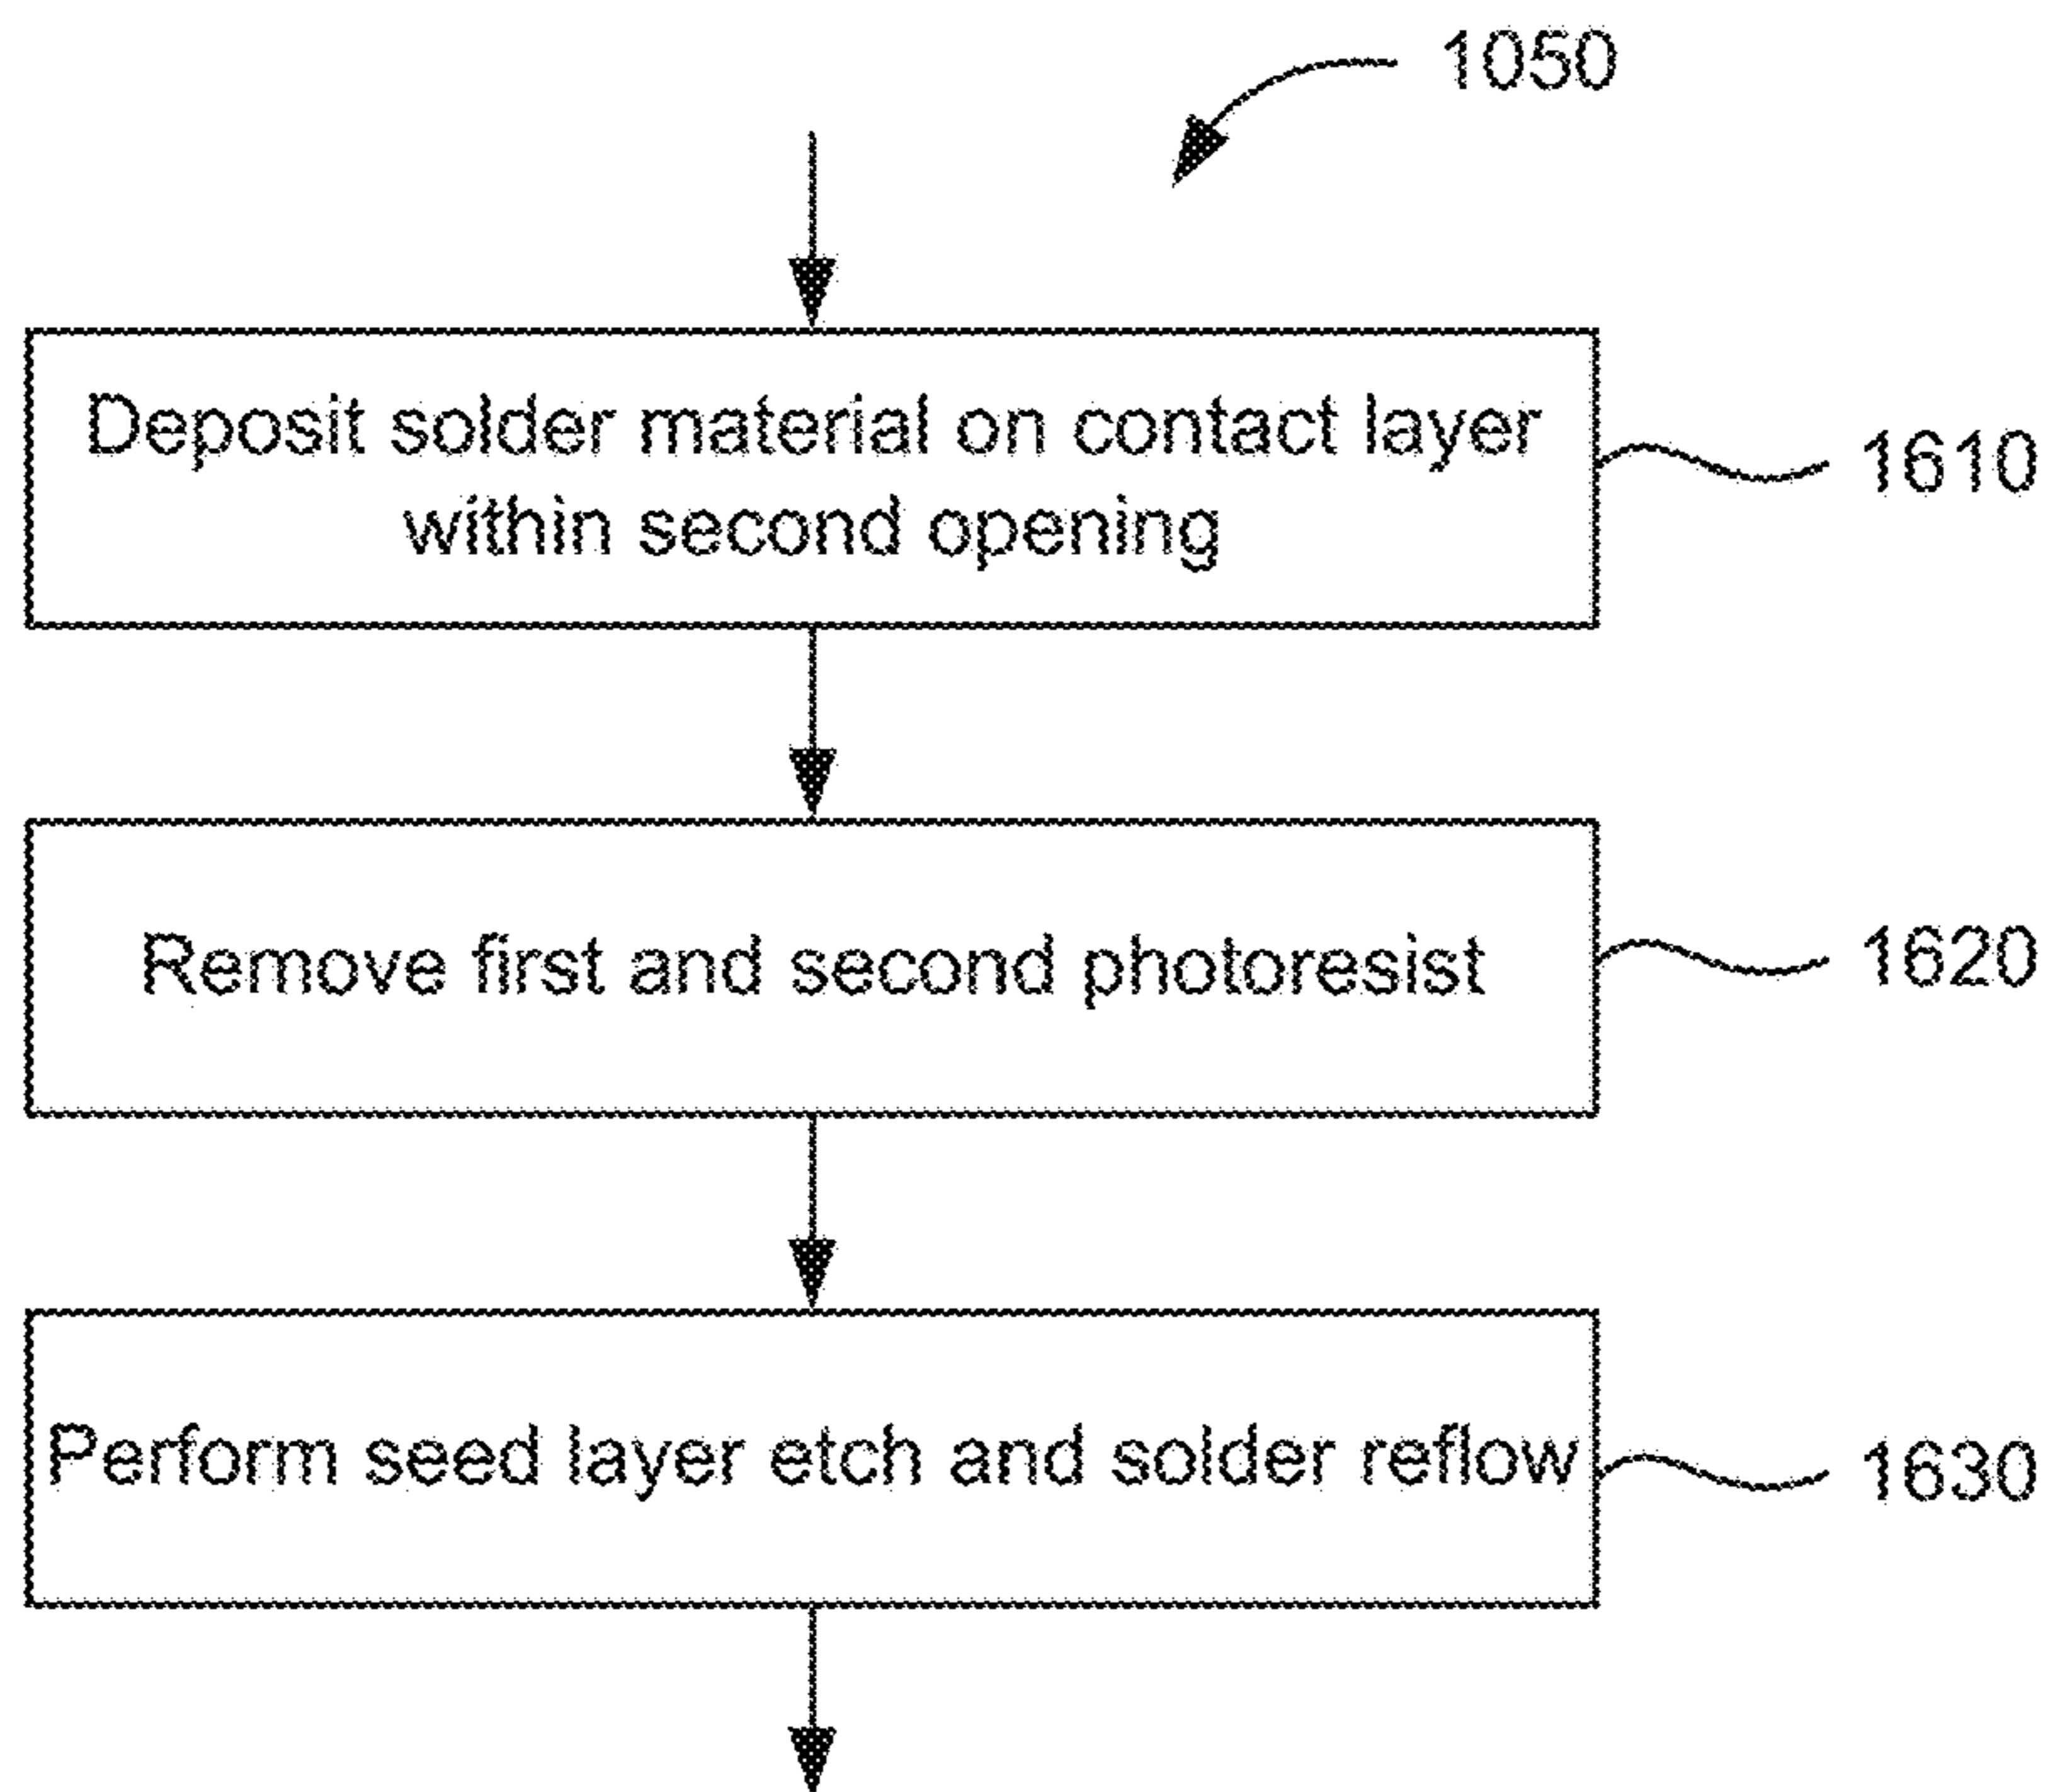 1050
Deposit solder material on contact layer
within second opening
1610
Remove first and second photoresist
1620
Perform seed layer etch and solder reflow
1630